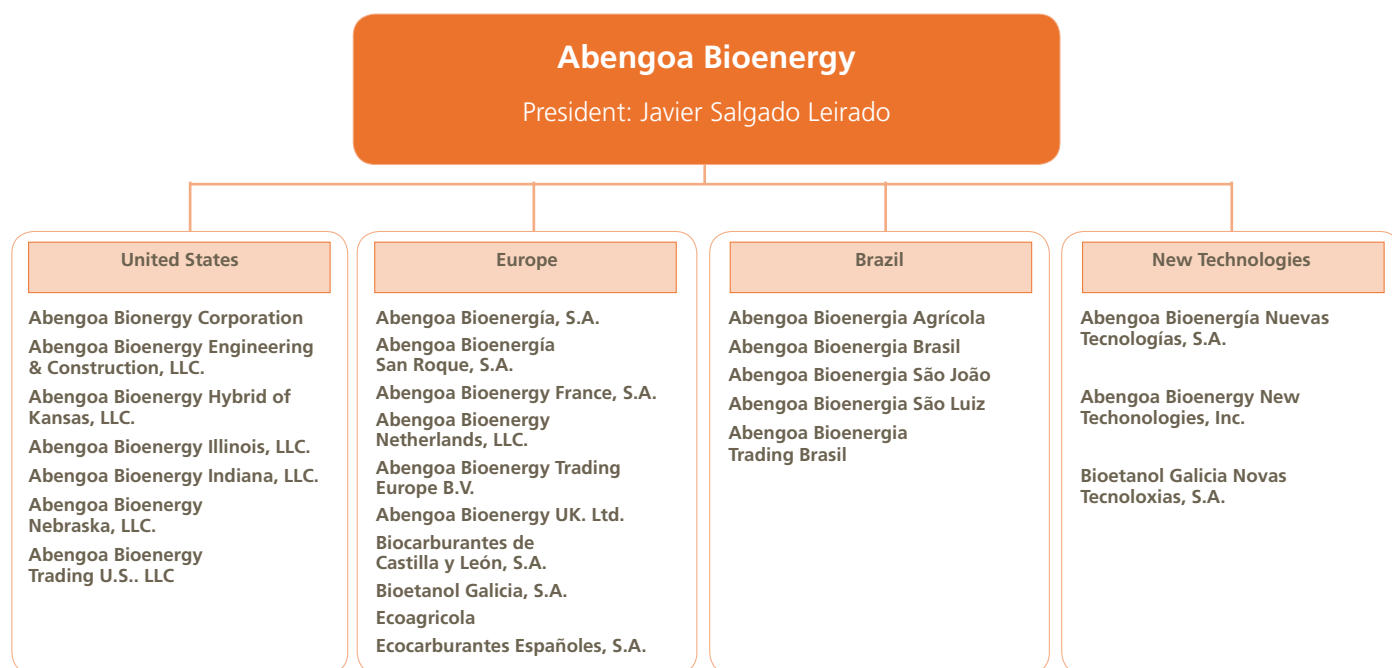 Abengoa Bioenergy
President: Javier Salgado Leirado
United States
Abengoa Bionergy Corporation
Abengoa Bioenergy Engineering
& Construction, LLC.
Abengoa Bioenergy Hybrid of
Kansas, LLC.
Abengoa Bioenergy Illinois, LLC.
Abengoa Bioenergy Indiana, LLC.
Abengoa Bioenergy
Nebraska, LLC.
Abengoa Bioenergy
Trading U.S.. LLC
Europe
Abengoa Bioenergía, S.A.
Abengoa Bioenergía
San Roque, S.A.
Abengoa Bioenergy France, S.A.
Abengoa Bioenergy
Netherlands, LLC.
Abengoa Bioenergy Trading
Europe B.V.
Abengoa Bioenergy UK. Ltd.
Biocarburantes de
Castilla y León, S.A.
Bioetanol Galicia, S.A.
Ecoagricola
Ecocarburantes Españoles, S.A.
Brazil
Abengoa Bioenergia Agrícola
Abengoa Bioenergia Brasil
Abengoa Bioenergia São João
Abengoa Bioenergia São Luiz
Abengoa Bioenergia
Trading Brasil
New Technologies
Abengoa Bioenergía Nuevas
Tecnologías, S.A.
Abengoa Bioenergy New
Techonologies, Inc.
Bioetanol Galicia Novas
Tecnoloxias, S.A.